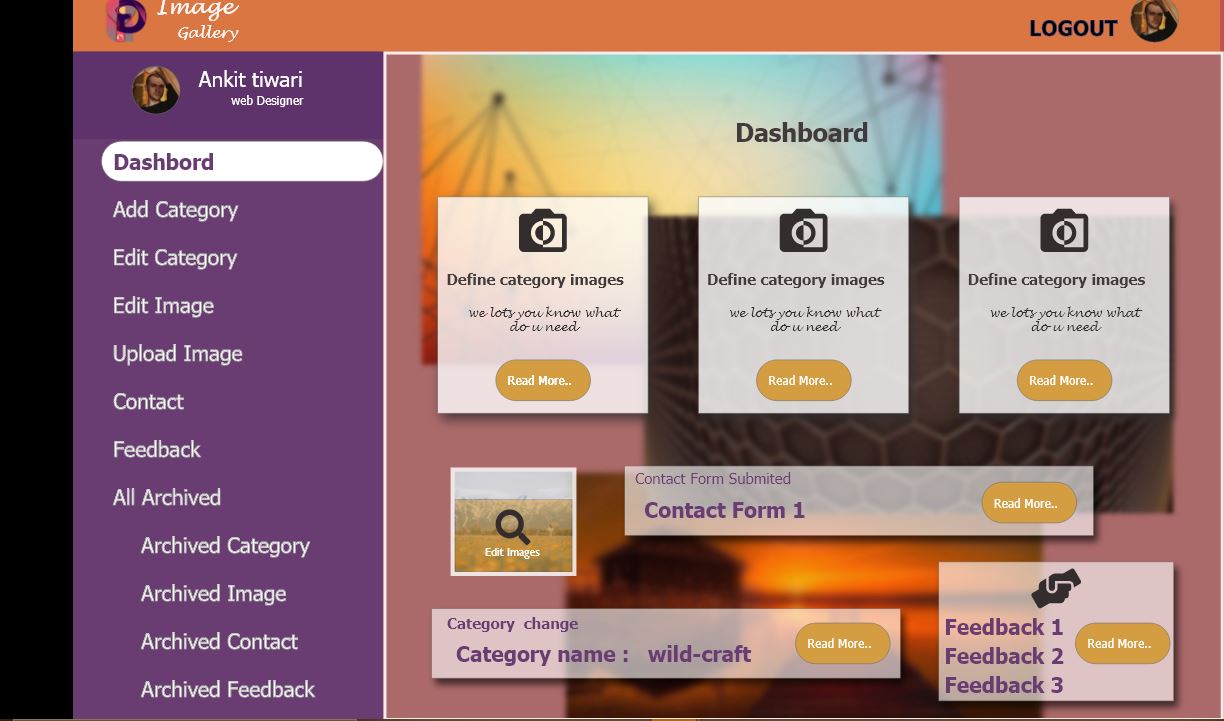 Image
Gallery
LOGOUT
Ankit tiwari
web Designer
Dashbord
Add Category
Edit Category
Edit Image
Upload Image
Contact
Feedback
All Archived
Archived Category
Archived Image
Archived Contact
Archived Feedback
Dashboard
Define category images
we lots you know what
do u need
Read More..
Define category images
we lots you know what
do u need
Read More..
Define category images
we lots you know what
do u need
Read More..
Edit Images
Contact Form Submited
Contact Form 1
Read More..
Category change
Category name : wild-craft
Read More..
Feedback 1
Feedback 2
Feedback 3
Read More..